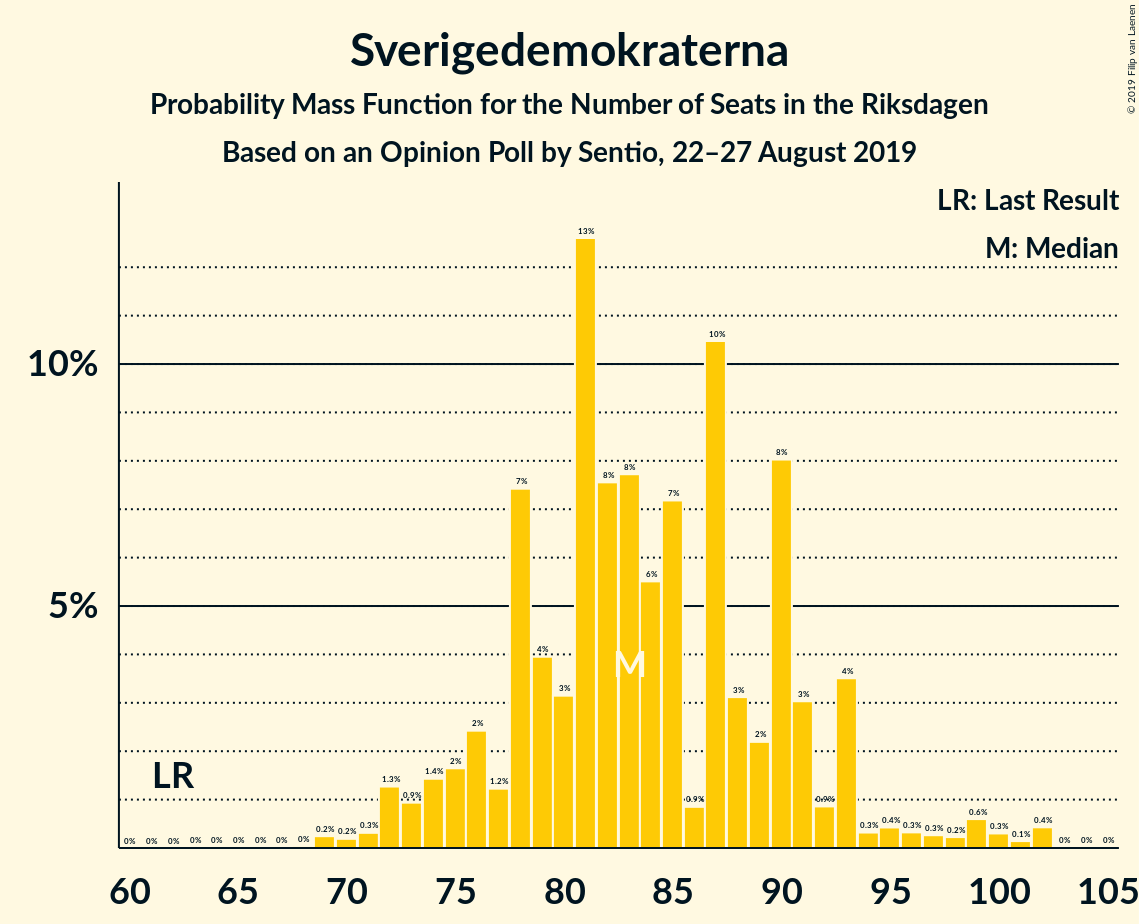 Sverigedemokraterna
Probability Mass Function for the Number of Seats in the Riksdagen
Based on an Opinion Poll by Sentio, 22–27 August 2019
© 2019 Filip van Laenen
LR: Last Result
M: Median
10%
5%
LR
M
0% 0% 0% 0% 0% 0% 0% 0% 0% 0.2% 0.2% 0.3% 1.3% 0.9% 1.4% 2% 2% 1.2% 7% 4% 3% 13% 8% 8% 6% 7% 0.9% 10% 3% 2% 8% 3% 0.9% 4% 0.3% 0.4% 0.3% 0.3% 0.2% 0.6% 0.3% 0.1% 0.4% 0% 0% 0%
60 65 70 75 80 85 90 95 100 105